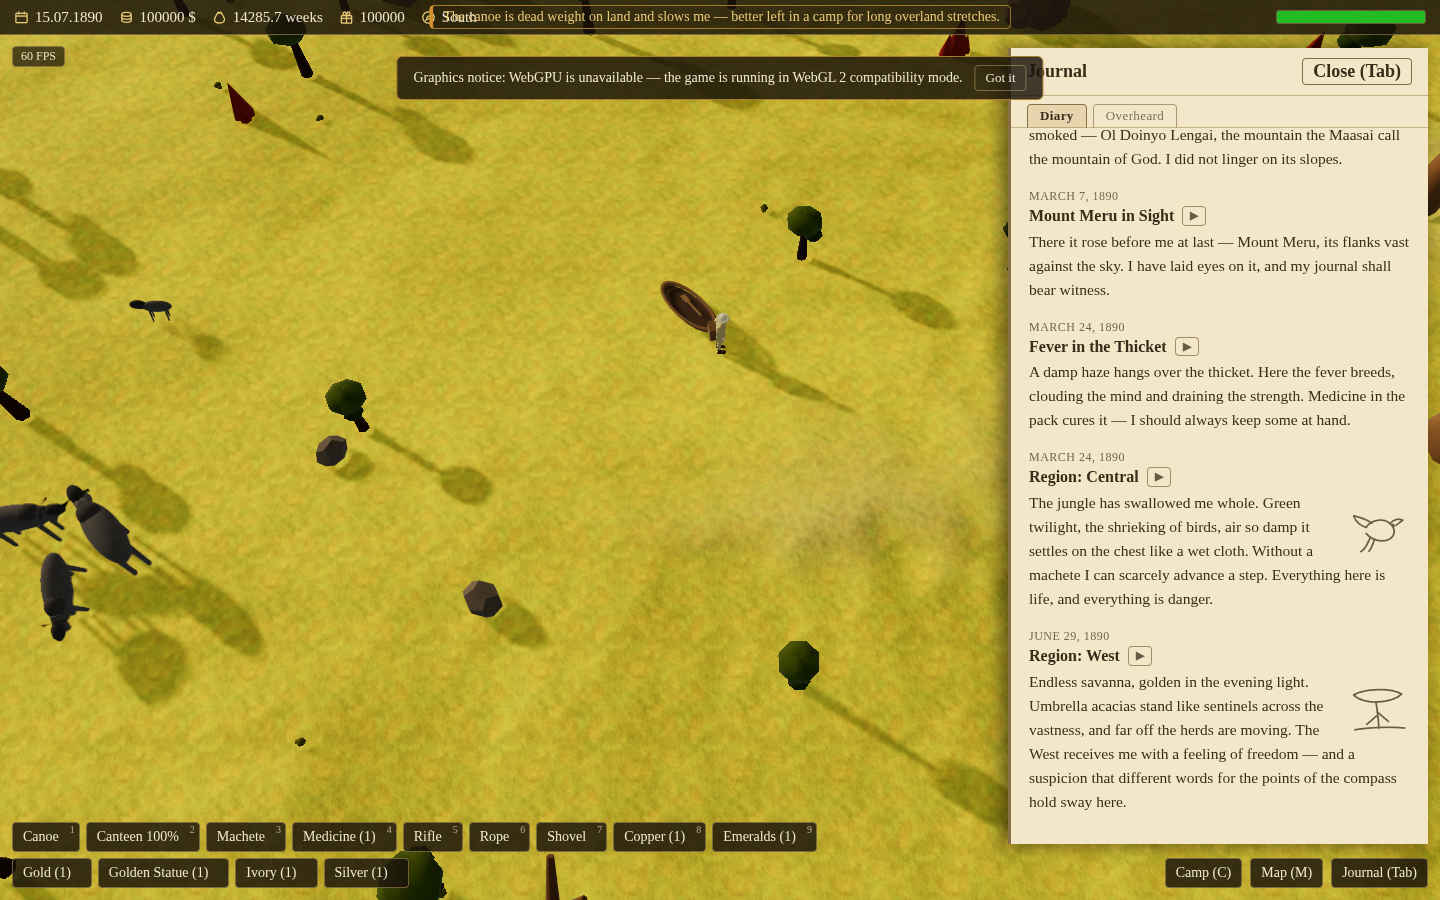 15.07.1890 100000 $ 14285.7 weeks 100000 South
The canoe is dead weight on land and slows me — better left in a camp for long overland stretches.
60 FPS
Graphics notice: WebGPU is unavailable — the game is running in WebGL 2 compatibility mode. Got it
Journal Close (Tab)
Diary Overheard
smoked — Ol Doinyo Lengai, the mountain the Maasai call
the mountain of God. I did not linger on its slopes.
MARCH 7, 1890
Mount Meru in Sight
There it rose before me at last — Mount Meru, its flanks vast
against the sky. I have laid eyes on it, and my journal shall
bear witness.
MARCH 24, 1890
Fever in the Thicket
A damp haze hangs over the thicket. Here the fever breeds,
clouding the mind and draining the strength. Medicine in the
pack cures it — I should always keep some at hand.
MARCH 24, 1890
Region: Central
The jungle has swallowed me whole. Green
twilight, the shrieking of birds, air so damp it
settles on the chest like a wet cloth. Without a
machete I can scarcely advance a step. Everything here is
life, and everything is danger.
JUNE 29, 1890
Region: West
Endless savanna, golden in the evening light.
Umbrella acacias stand like sentinels across the
vastness, and far off the herds are moving. The
West receives me with a feeling of freedom — and a
suspicion that different words for the points of the compass
hold sway here.
Canoe 1 Canteen 100% 2 Machete 3 Medicine (1) 4 Rifle 5 Rope 6 Shovel 7 Copper (1) 8 Emeralds (1) 9
Gold (1) Golden Statue (1) Ivory (1) Silver (1)
Camp (C) Map (M) Journal (Tab)